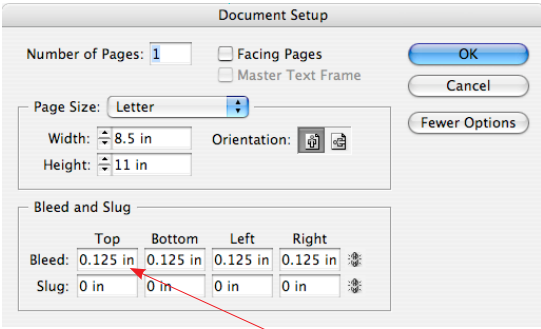 Document Setup
Number of Pages: 1
Facing Pages
OK
Master Text Frame
Cancel
Page Size: Letter
Fewer Options
Width: 8.5 in
Orientation:
Height: 11 in
Bleed and Slug
Top Bottom Left Right
Bleed: 0.125 in 0.125 in 0.125 in 0.125 in
Slug: 0 in 0 in 0 in 0 in